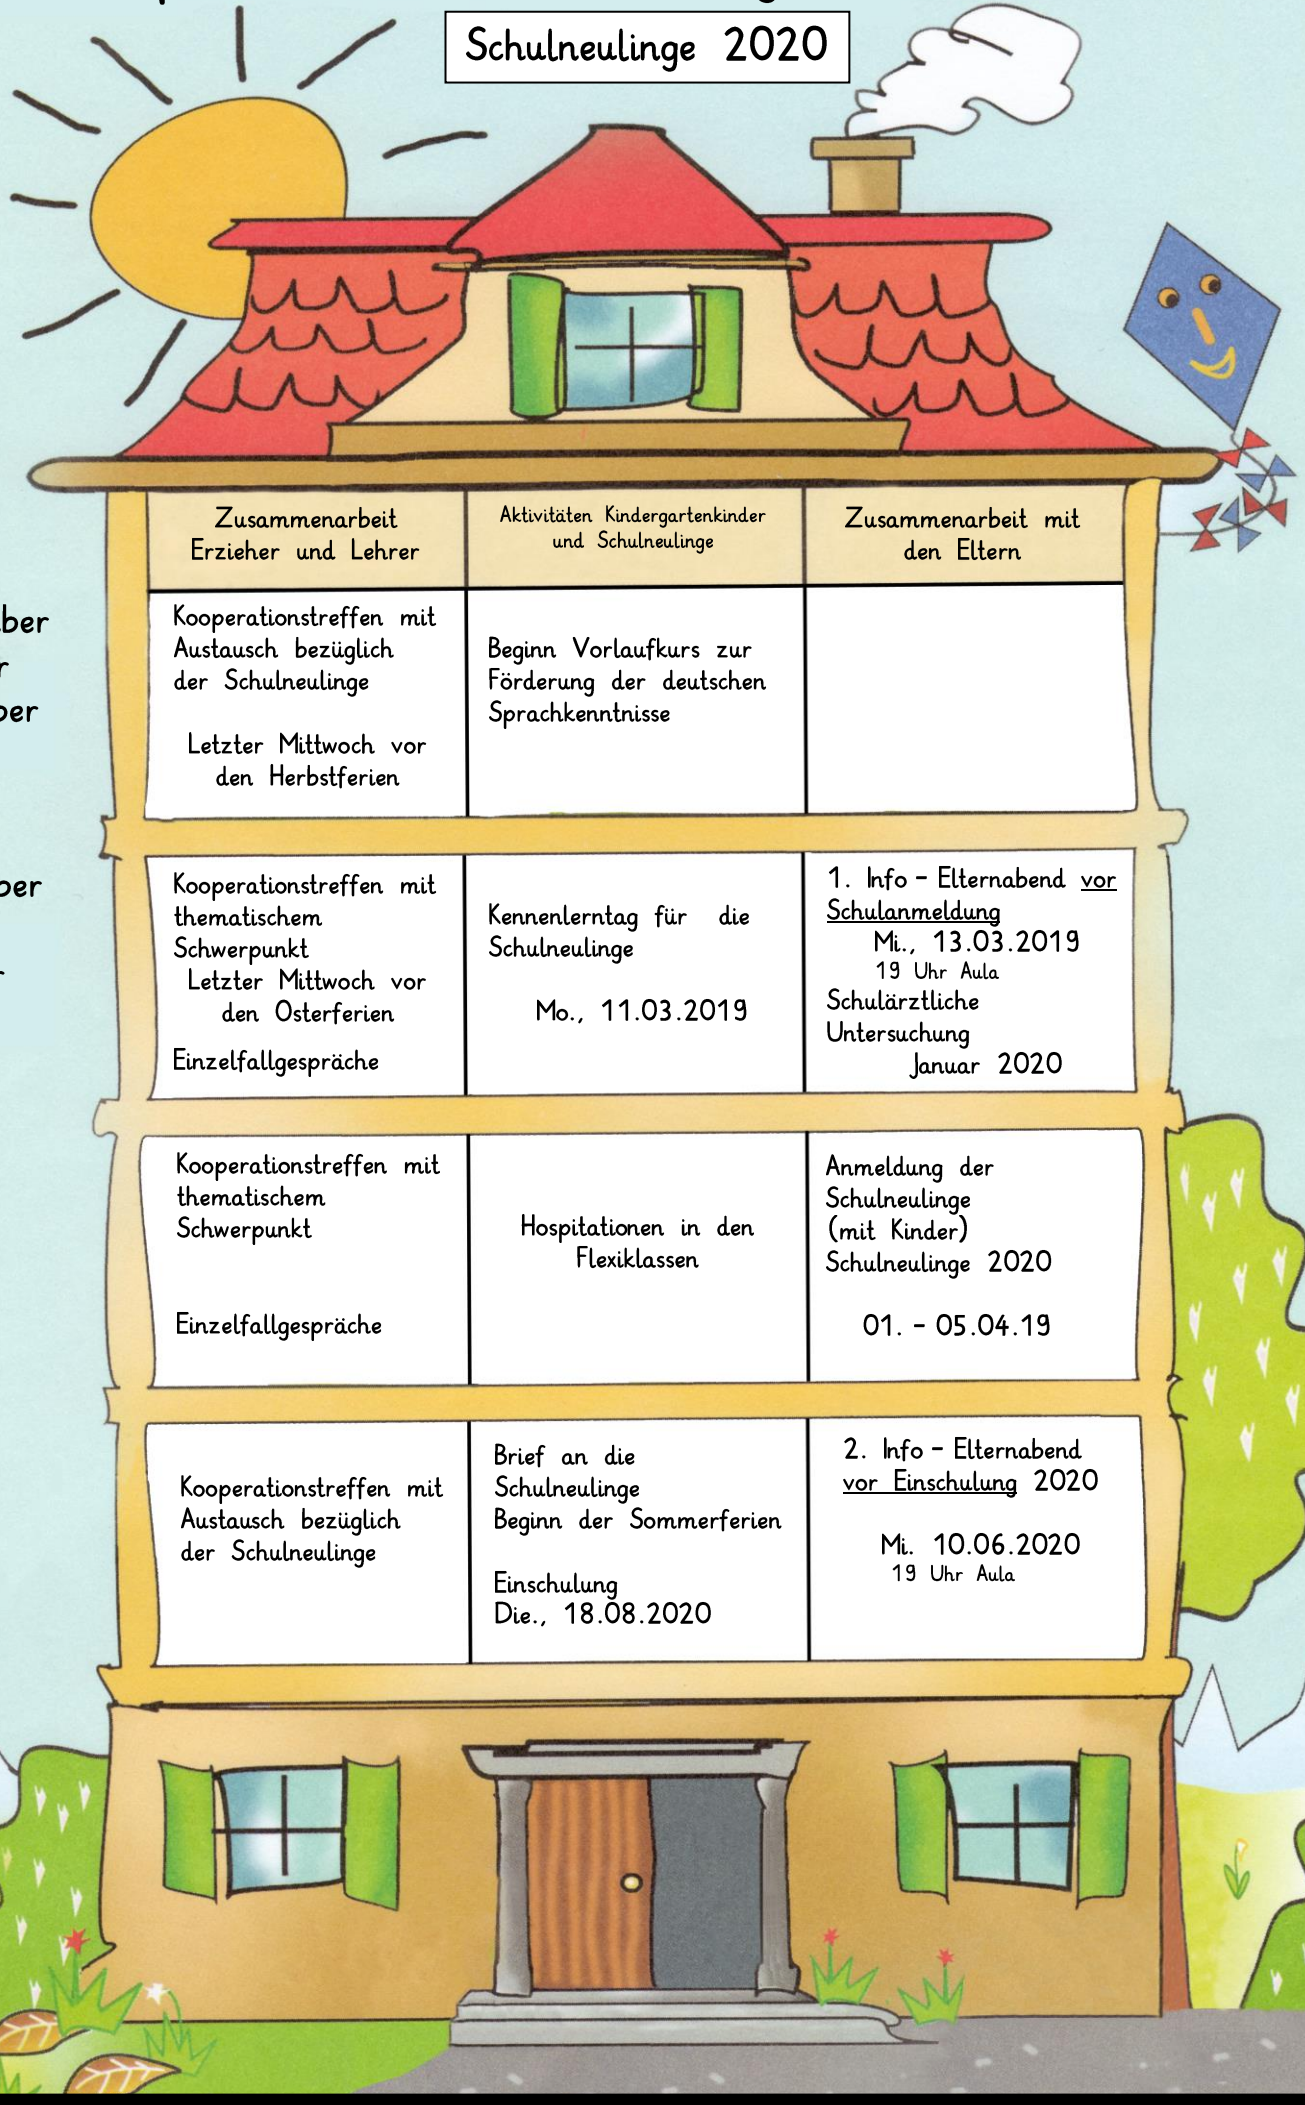 Schulneulinge 2020
Zusammenarbeit
Erzieher und Lehrer
Aktivitäten Kindergartenkinder
und Schulneulinge
Zusammenarbeit mit
den Eltern
Kooperationstreffen mit
Austausch bezüglich
der Schulneulinge
Letzter Mittwoch vor
den Herbstferien
Beginn Vorlaufkurs zur
Förderung der deutschen
Sprachkenntnisse
Kooperationstreffen mit
thematischem
Schwerpunkt
Letzter Mittwoch vor
den Osterferien
Einzelfallgespräche
Kennenlerntag für die
Schulneulinge
Mo., 11.03.2019
1. Info - Elternabend vor
Schulanmeldung
Mi., 13.03.2019
19 Uhr Aula
Schulärztliche
Untersuchung
Januar 2020
Kooperationstreffen mit
thematischem
Schwerpunkt
Einzelfallgespräche
Hospitationen in den
Flexiklassen
Anmeldung der
Schulneulinge
(mit Kinder)
Schulneulinge 2020
01. - 05.04.19
Kooperationstreffen mit
Austausch bezüglich
der Schulneulinge
Brief an die
Schulneulinge
Beginn der Sommerferien
Einschulung
Die., 18.08.2020
2. Info - Elternabend
vor Einschulung 2020
Mi. 10.06.2020
19 Uhr Aula